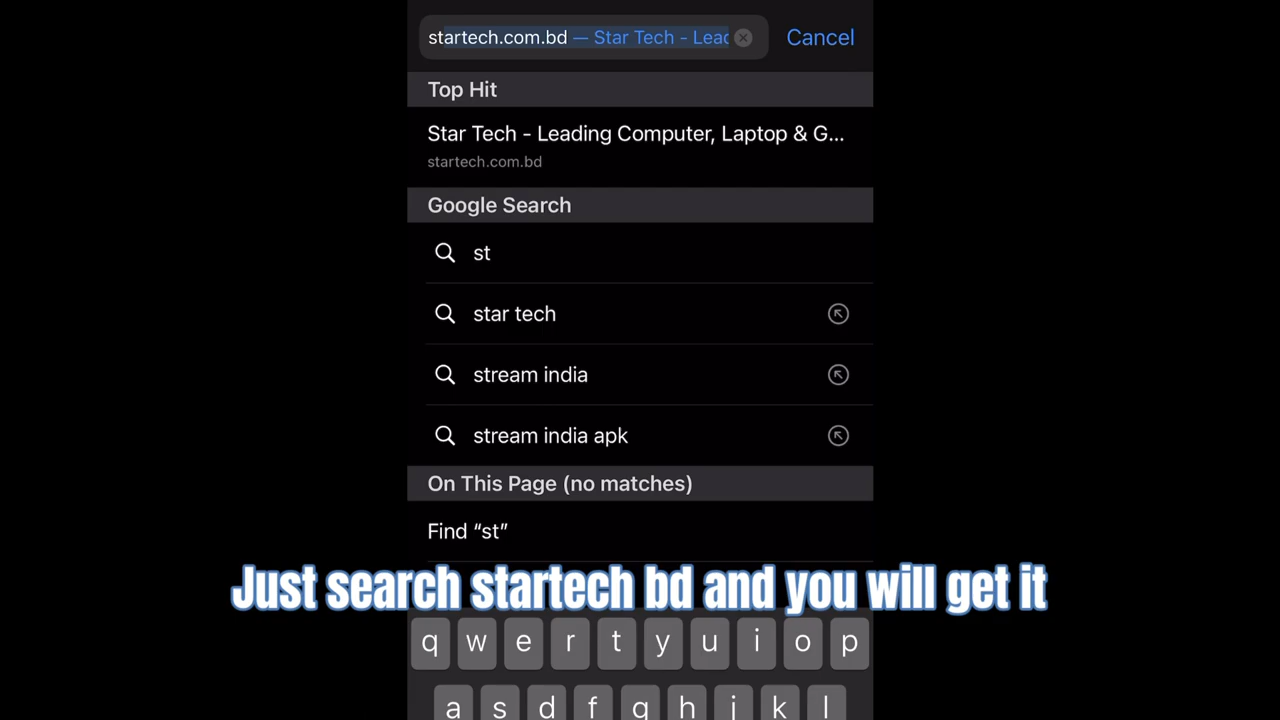 startech.com.bd — Star Tech - Lead
Cancel
Top Hit
Star Tech - Leading Computer, Laptop & G...
startech.com.bd
Google Search
st
star tech
stream india
stream india apk
On This Page (no matches)
Find “st”
Just search startech bd and you will get it
q w e r t y u i o p
a s d f g h j k l